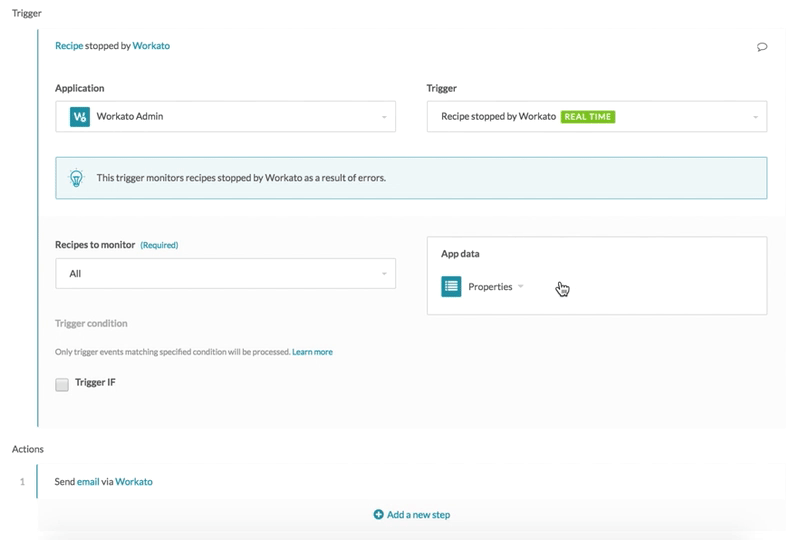 Trigger
Recipe stopped by Workato
Application
Trigger
Workato Admin
Recipe stopped by Workato REAL TIME
This trigger monitors recipes stopped by Workato as a result of errors.
Recipes to monitor (Required)
App data
All
Properties
Trigger condition
Only trigger events matching specified condition will be processed. Learn more
Trigger IF
Actions
1 Send email via Workato
Add a new step